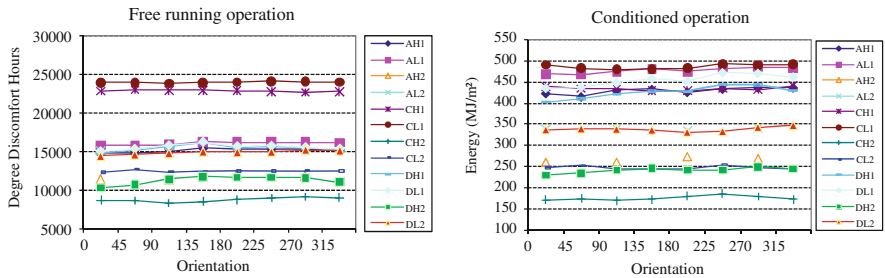 Free running operation
Degree Discomfort Hours
30000
25000
20000
15000
10000
5000
0 45 90 135 180 225 270 315
Orientation
AH1
AL1
AH2
AL2
CH1
CL1
CH2
CL2
DH1
DL1
DH2
DL2
Conditioned operation
Energy (MJ/m²)
550
500
450
400
350
300
250
200
150
100
0 45 90 135 180 225 270 315
Orientation
AH1
AL1
AH2
AL2
CH1
CL1
CH2
CL2
DH1
DL1
DH2
DL2